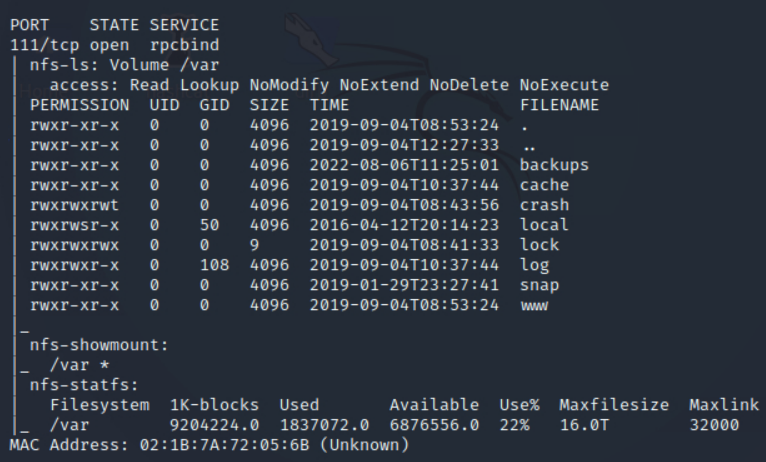 PORT    STATE SERVICE
111/tcp open  rpcbind
| nfs-ls: Volume /var
|   access: Read Lookup NoModify NoExtend NoDelete NoExecute
| PERMISSION  UID  GID  SIZE  TIME                 FILENAME
| rwxr-xr-x   0    0    4096  2019-09-04T08:53:24  .
| rwxr-xr-x   0    0    4096  2019-09-04T12:27:33  ..
| rwxr-xr-x   0    0    4096  2022-08-06T11:25:01  backups
| rwxr-xr-x   0    0    4096  2019-09-04T10:37:44  cache
| rwxrwxrwt   0    0    4096  2019-09-04T08:43:56  crash
| rwxrwsr-x   0    50   4096  2016-04-12T20:14:23  local
| rwxrwxrwx   0    0    9     2019-09-04T08:41:33  lock
| rwxrwxr-x   0    108  4096  2019-09-04T10:37:44  log
| rwxr-xr-x   0    0    4096  2019-01-29T23:27:41  snap
| rwxr-xr-x   0    0    4096  2019-09-04T08:53:24  www
|_
| nfs-showmount:
|_  /var *
| nfs-statfs:
|   Filesystem  1K-blocks  Used       Available  Use%  Maxfilesize  Maxlink
|_  /var        9204224.0  1837072.0  6876556.0  22%   16.0T        32000
MAC Address: 02:1B:7A:72:05:6B (Unknown)